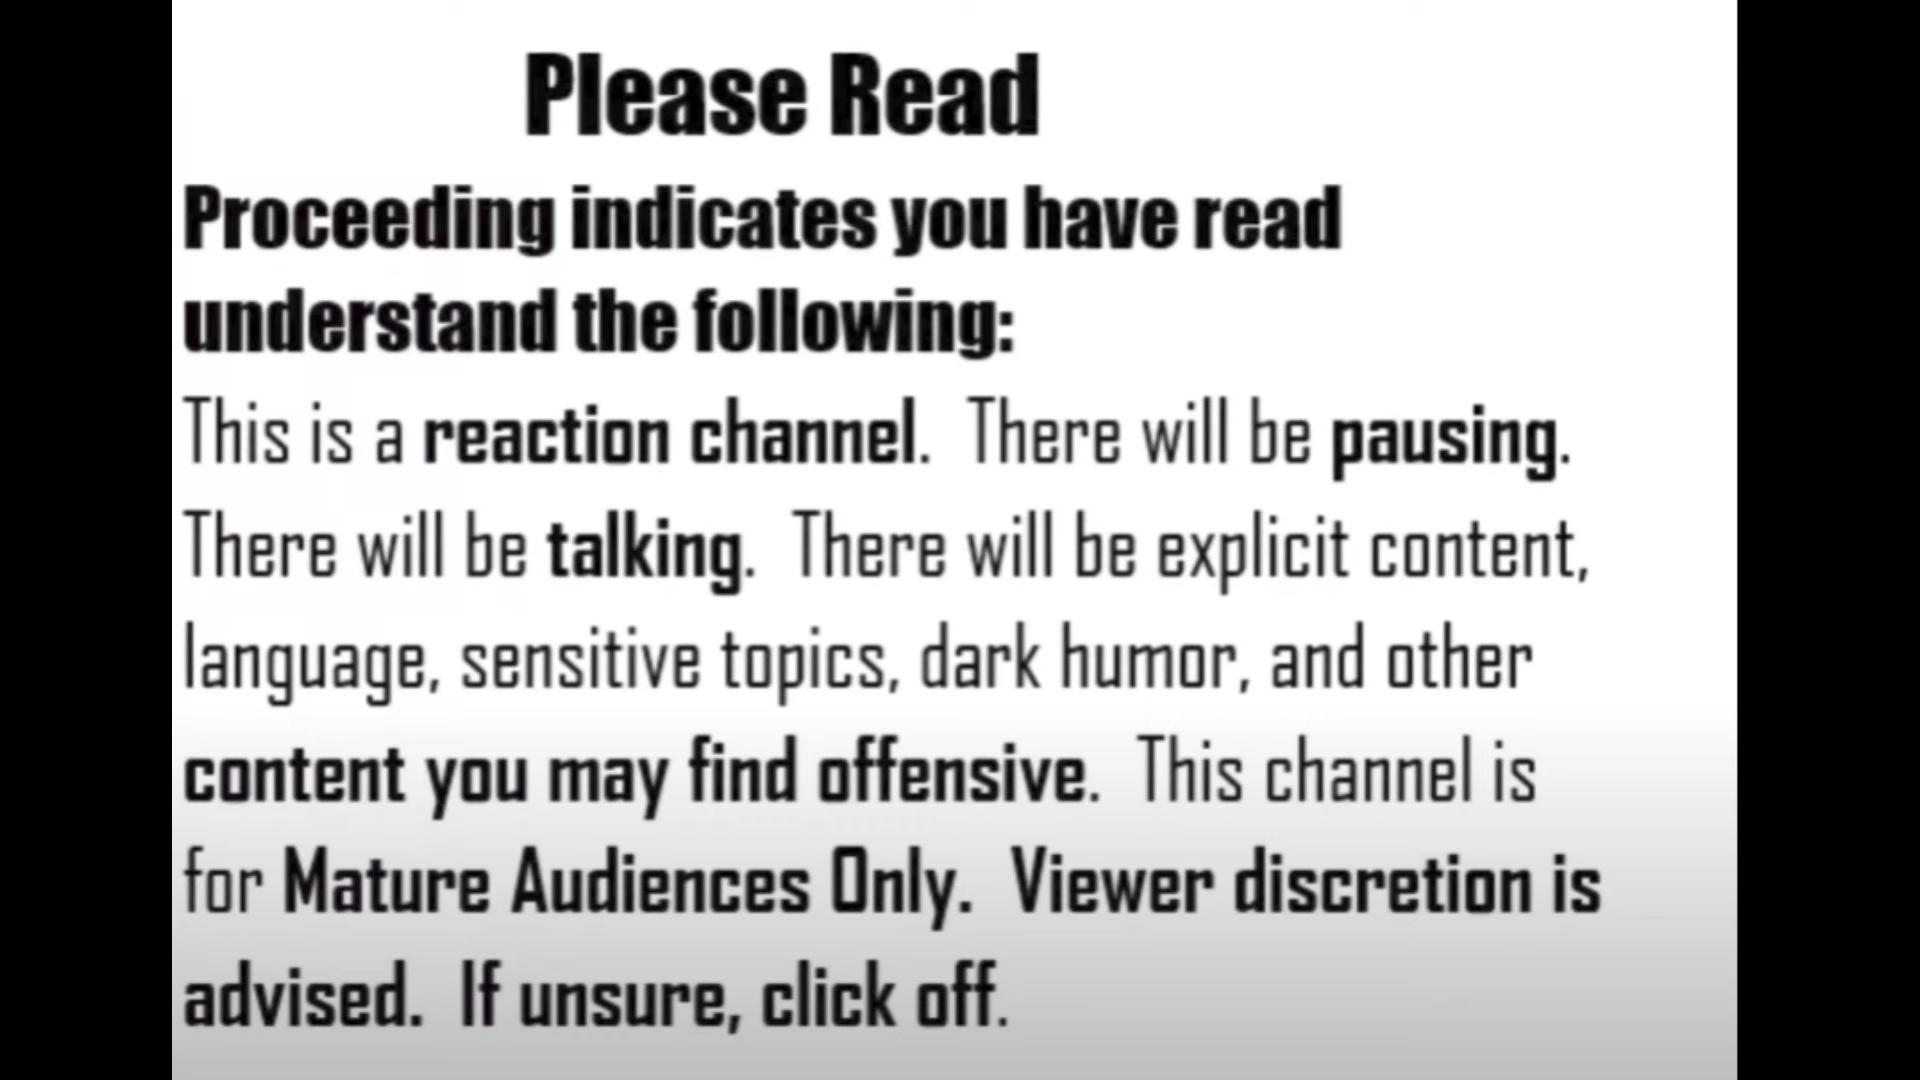 Please Read
Proceeding indicates you have read
understand the following:
This is a reaction channel. There will be pausing.
There will be talking. There will be explicit content,
language, sensitive topics, dark humor, and other
content you may find offensive. This channel is
for Mature Audiences Only. Viewer discretion is
advised. If unsure, click off.